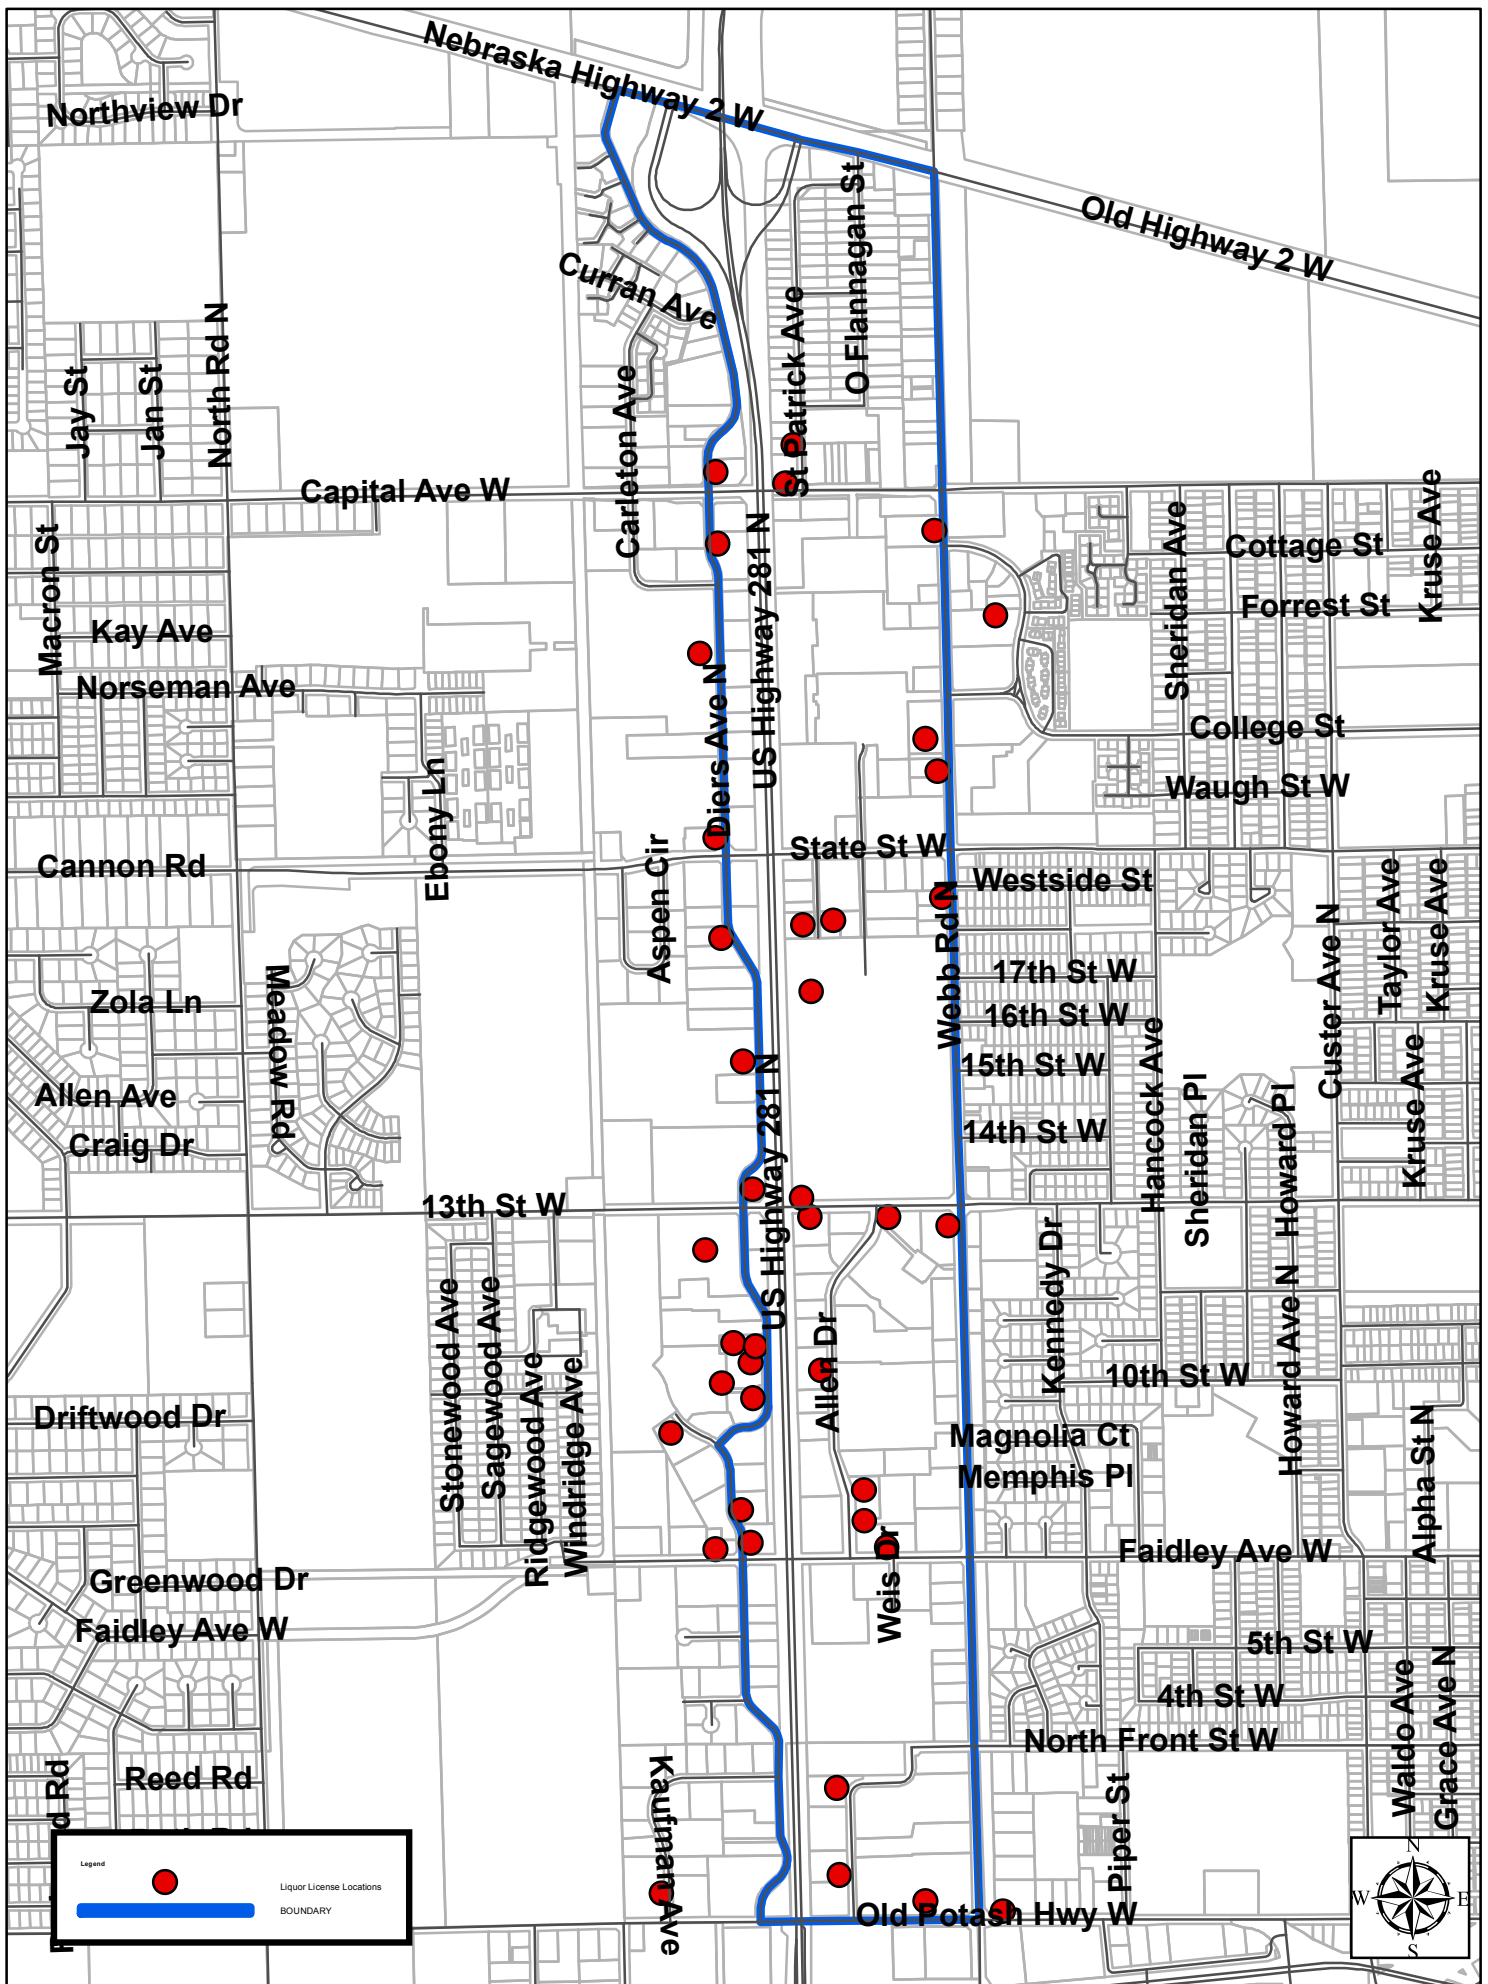 Nebraska Highway 2 W
Northview Dr
Old Highway 2 W
O Flannagan St
Curran Ave
St Patrick Ave
North Rd N
Jay St
Jan St
Carleton Ave
Capital Ave W
Kruse Ave
Sheridan Ave
Cottage St
Macron St
US Highway 281 N
Forrest St
Kay Ave
Norseman Ave
Diers Ave N
College St
Waugh St W
Ebony Ln
State St W
Cannon Rd
Aspen Cir
Westside St
Taylor Ave
Kruse Ave
Webb Rd N
Custer Ave N
17th St W
Zola Ln
Meadow Rd
16th St W
Hancock Ave
15th St W
US Highway 281 N
Allen Ave
Sheridan Pl
Howard Pl
Kruse Ave
Craig Dr
14th St W
13th St W
Kennedy Dr
Stonewood Ave
Sagewood Ave
Howard Ave N
Allen Dr
Ridgewood Ave
Windridge Ave
10th St W
Driftwood Dr
Magnolia Ct
Memphis Pl
Alpha St N
Weis Dr
Faidley Ave W
Greenwood Dr
Faidley Ave W
5th St W
4th St W
Waldo Ave
Grace Ave N
North Front St W
Kaufman Ave
Piper St
Reed Rd
Old Potash Hwy W
Legend
Liquor License Locations
BOUNDARY
N
W
E
S